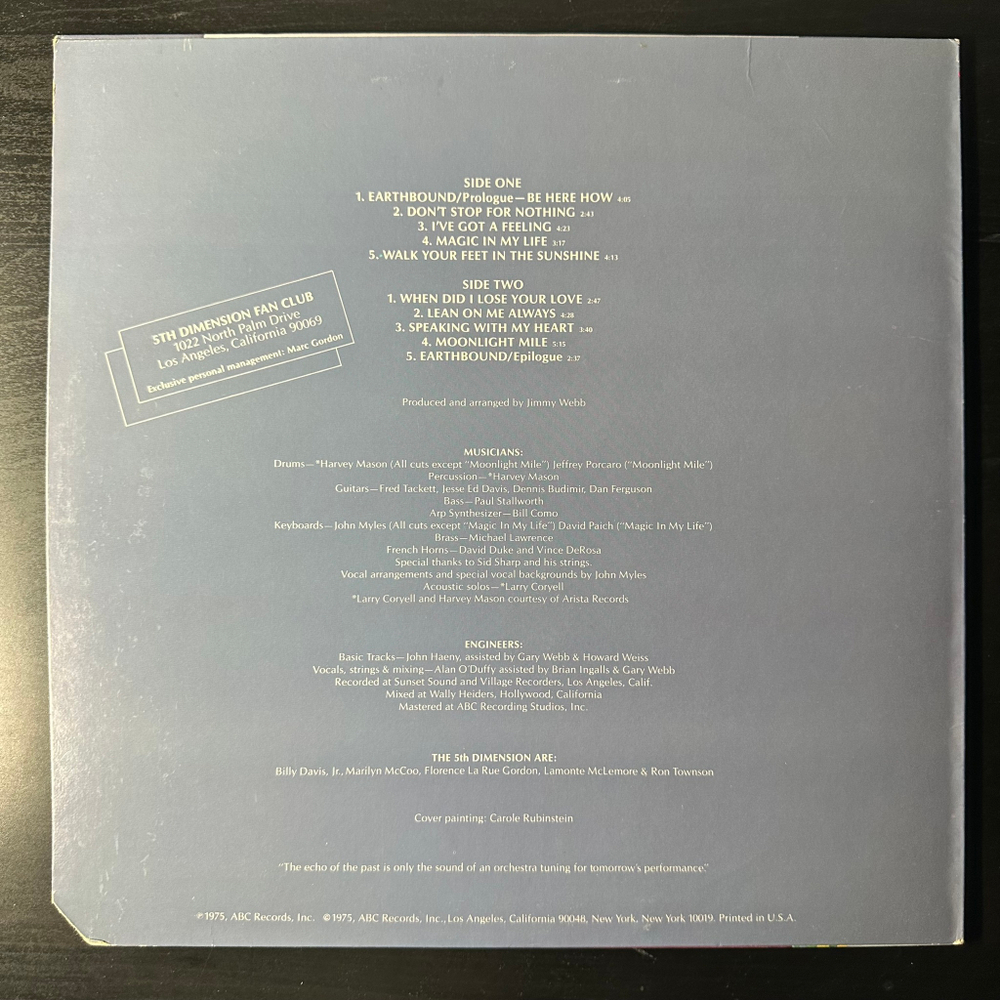 SIDE ONE
1. EARTHBOUND/Prologue—BE HERE HOW 4:05
2. DON'T STOP FOR NOTHING 2:43
3. I'VE GOT A FEELING 4:23
4. MAGIC IN MY LIFE 3:17
5. WALK YOUR FEET IN THE SUNSHINE 4:13
SIDE TWO
1. WHEN DID I LOSE YOUR LOVE 2:47
2. LEAN ON ME ALWAYS 4:28
3. SPEAKING WITH MY HEART 3:40
4. MOONLIGHT MILE 5:15
5. EARTHBOUND/Epilogue 2:37
5TH DIMENSION FAN CLUB
1022 North Palm Drive
Los Angeles, California 90069
Exclusive personal management: Marc Gordon
Produced and arranged by Jimmy Webb
MUSICIANS:
Drums—*Harvey Mason (All cuts except "Moonlight Mile") Jeffrey Porcaro ("Moonlight Mile")
Percussion—*Harvey Mason
Guitars—Fred Tackett, Jesse Ed Davis, Dennis Budimir, Dan Ferguson
Bass—Paul Stallworth
Arp Synthesizer—Bill Como
Keyboards—John Myles (All cuts except "Magic In My Life") David Paich ("Magic In My Life")
Brass—Michael Lawrence
French Horns—David Duke and Vince DeRosa
Special thanks to Sid Sharp and his strings.
Vocal arrangements and special vocal backgrounds by John Myles
Acoustic solos—*Larry Coryell
*Larry Coryell and Harvey Mason courtesy of Arista Records
ENGINEERS:
Basic Tracks—John Haeny, assisted by Gary Webb & Howard Weiss
Vocals, strings & mixing—Alan O'Duffy assisted by Brian Ingalls & Gary Webb
Recorded at Sunset Sound and Village Recorders, Los Angeles, Calif.
Mixed at Wally Heiders, Hollywood, California
Mastered at ABC Recording Studios, Inc.
THE 5th DIMENSION ARE:
Billy Davis, Jr., Marilyn McCoo, Florence La Rue Gordon, Lamonte McLemore & Ron Townson
Cover painting: Carole Rubinstein
"The echo of the past is only the sound of an orchestra tuning for tomorrow's performance."
℗1975, ABC Records, Inc. ©1975, ABC Records, Inc., Los Angeles, California 90048, New York, New York 10019. Printed in U.S.A.